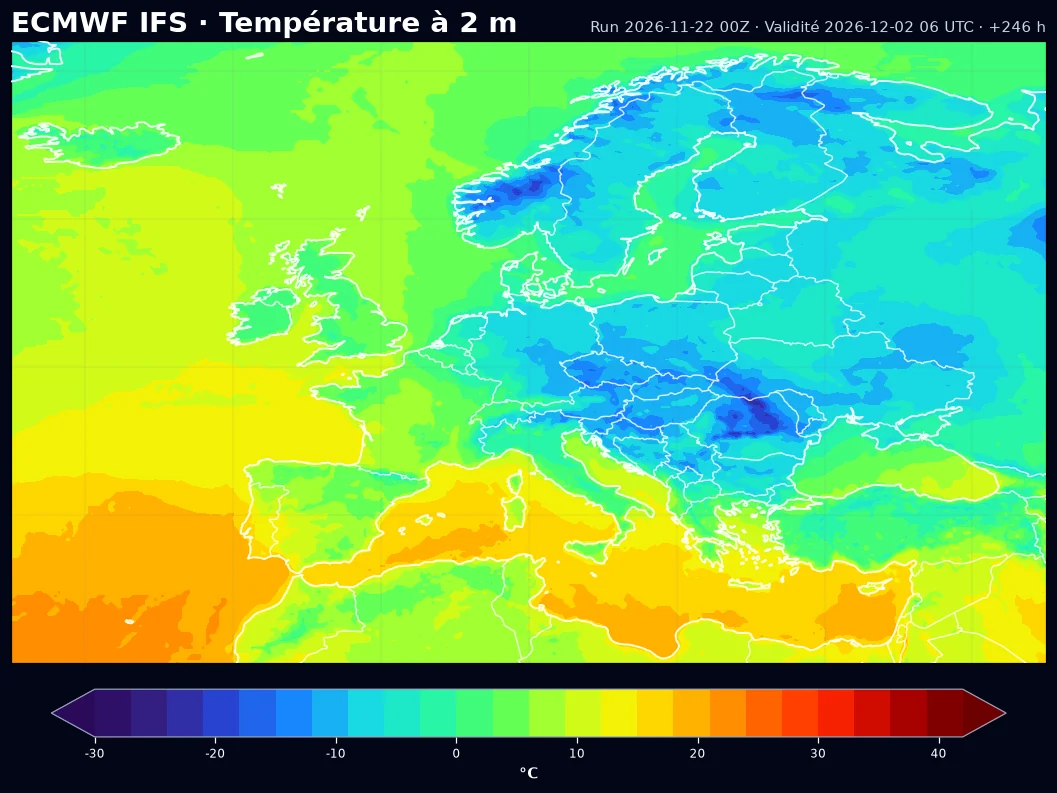 ECMWF IFS · Température à 2 m
Run 2026-11-22 00Z · Validité 2026-12-02 06 UTC · +246 h
-30 -20 -10 0 10 20 30 40
°C